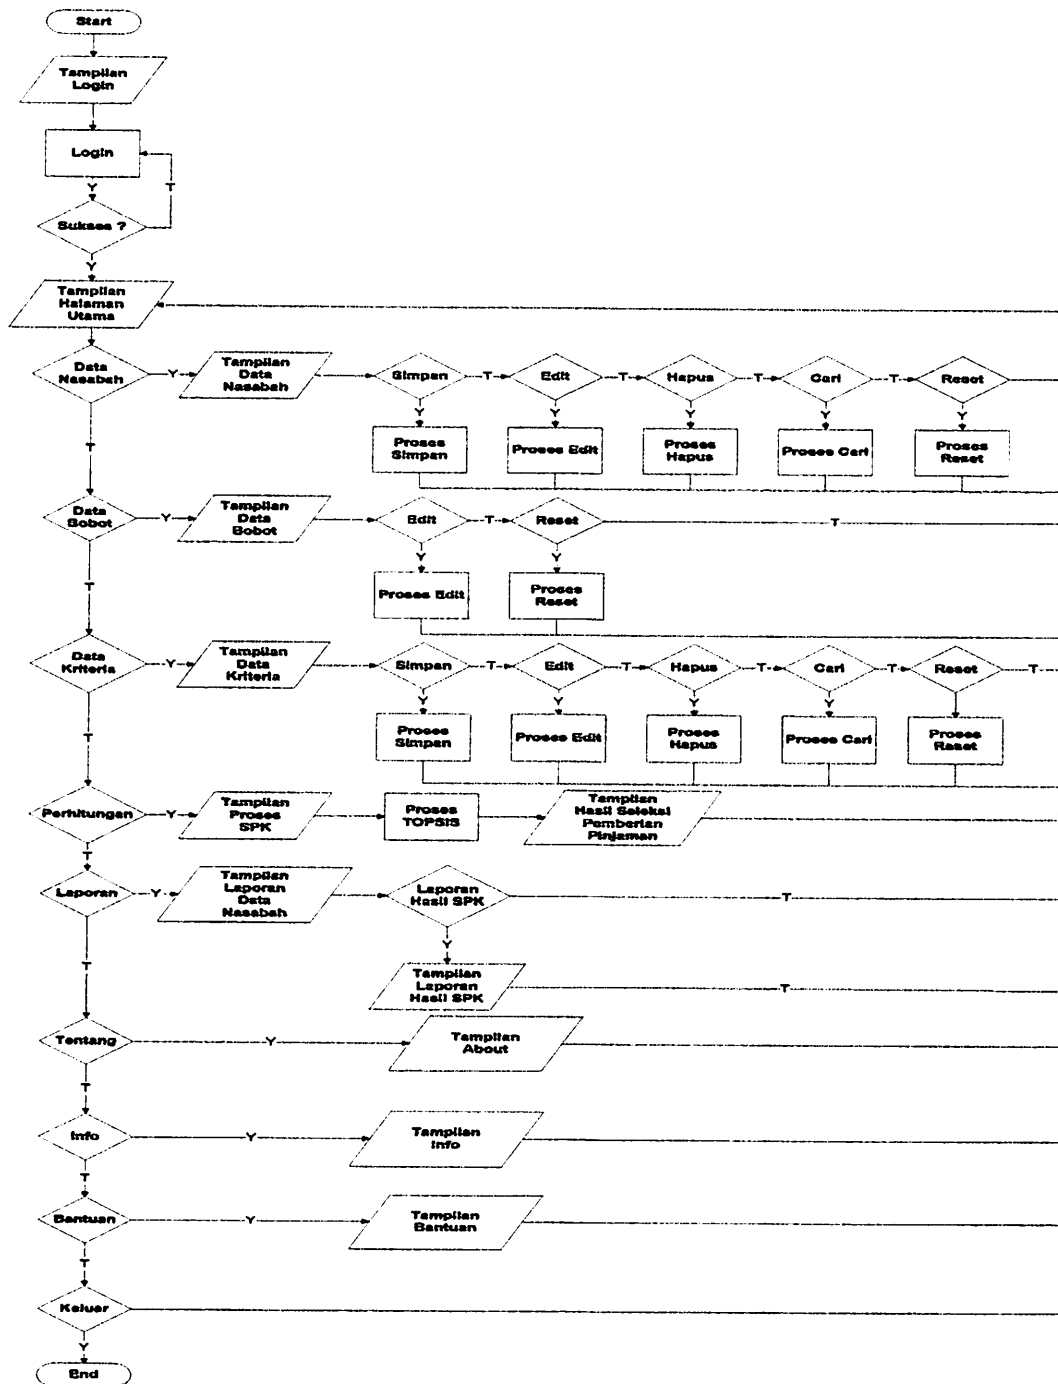 Start
Tampilan
Login
Login
Y
T
Sukses ?
Y
Tampilan
Halaman
Utama
Data
Nasabah
Y
Tampilan
Data
Nasabah
Simpan
T
Edit
T
Hapus
T
Cari
T
Reset
Y
Y
Y
Y
Y
Proses
Simpan
Proses Edit
Proses
Hapus
Proses Cari
Proses
Reset
T
Data
Bobot
Y
Tampilan
Data
Bobot
Edit
T
Reset
T
Y
Y
Proses Edit
Proses
Reset
T
Data
Kriteria
Y
Tampilan
Data
Kriteria
Simpan
T
Edit
T
Hapus
T
Cari
T
Reset
T
Y
Y
Y
Y
Proses
Simpan
Proses Edit
Proses
Hapus
Proses Cari
Proses
Reset
T
Perhitungan
Y
Tampilan
Proses
SPK
Proses
TOPSIS
Tampilan
Hasil Seleksi
Pemberian
Pinjaman
T
Laporan
Y
Tampilan
Laporan
Data
Nasabah
Laporan
Hasil SPK
T
Y
Tampilan
Laporan
Hasil SPK
T
T
Tentang
Y
Tampilan
About
T
Info
Y
Tampilan
Info
T
Bantuan
Y
Tampilan
Bantuan
T
Keluar
Y
End